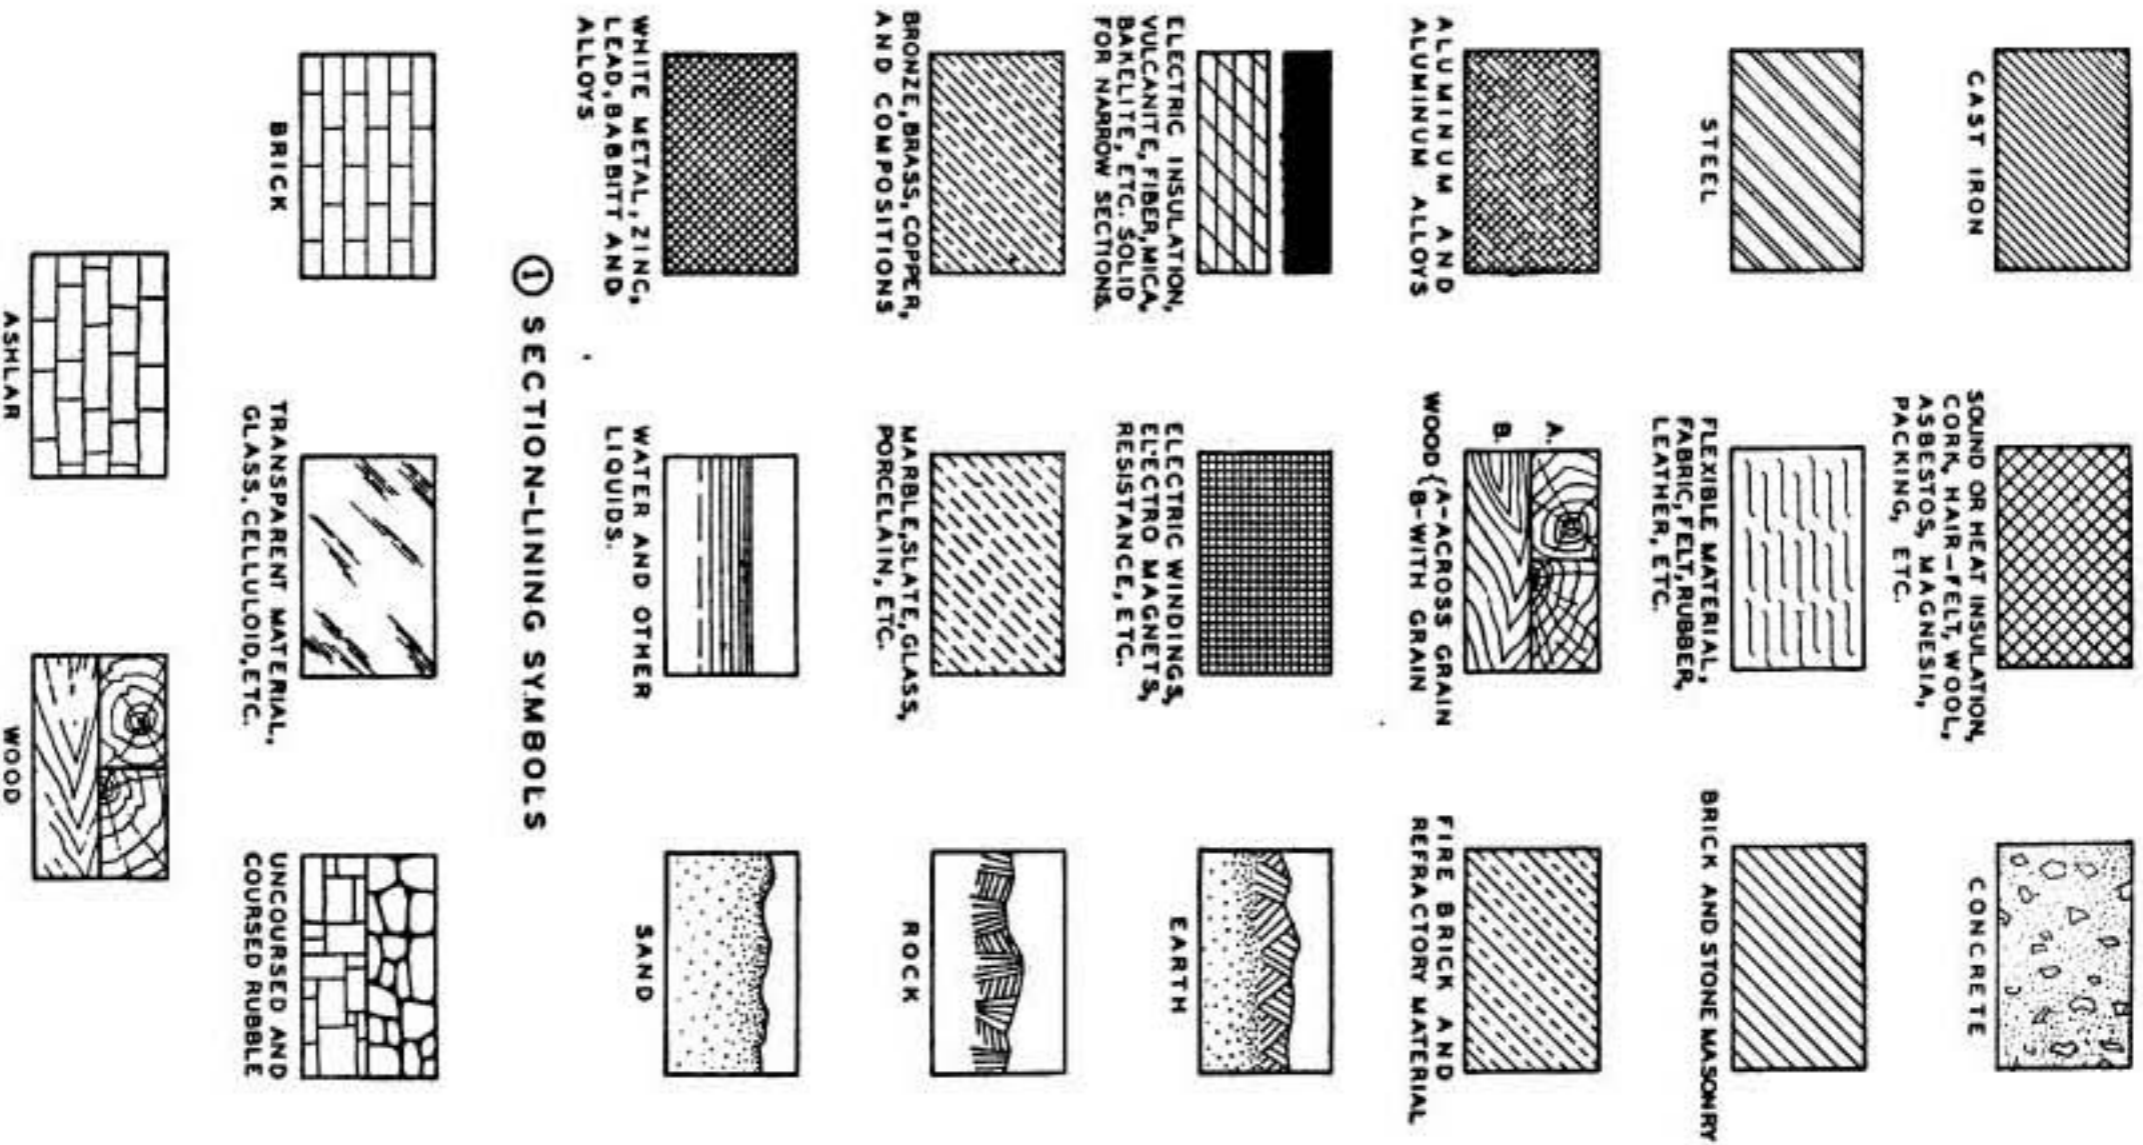 CAST IRON
SOUND OR HEAT INSULATION,
CORK, HAIR-FELT, WOOL,
ASBESTOS, MAGNESIA,
PACKING, ETC.
CONCRETE
STEEL
FLEXIBLE MATERIAL,
FABRIC, FELT, RUBBER,
LEATHER, ETC.
BRICK AND STONE MASONRY
ALUMINUM AND
ALUMINUM ALLOYS
A.
B.
WOOD { A-ACROSS GRAIN
B-WITH GRAIN
FIRE BRICK AND
REFRACTORY MATERIAL
ELECTRIC INSULATION,
VULCANITE, FIBER, MICA,
BAKELITE, ETC. SOLID
FOR NARROW SECTIONS.
ELECTRIC WINDINGS,
ELECTRO MAGNETS,
RESISTANCE, ETC.
EARTH
BRONZE, BRASS, COPPER,
AND COMPOSITIONS
MARBLE, SLATE, GLASS,
PORCELAIN, ETC.
ROCK
WHITE METAL, ZINC,
LEAD, BABBITT AND
ALLOYS
WATER AND OTHER
LIQUIDS.
SAND
① SECTION-LINING SYMBOLS
BRICK
TRANSPARENT MATERIAL,
GLASS, CELLULOID, ETC.
UNCOURSED AND
COURSED RUBBLE
ASHLAR
WOOD